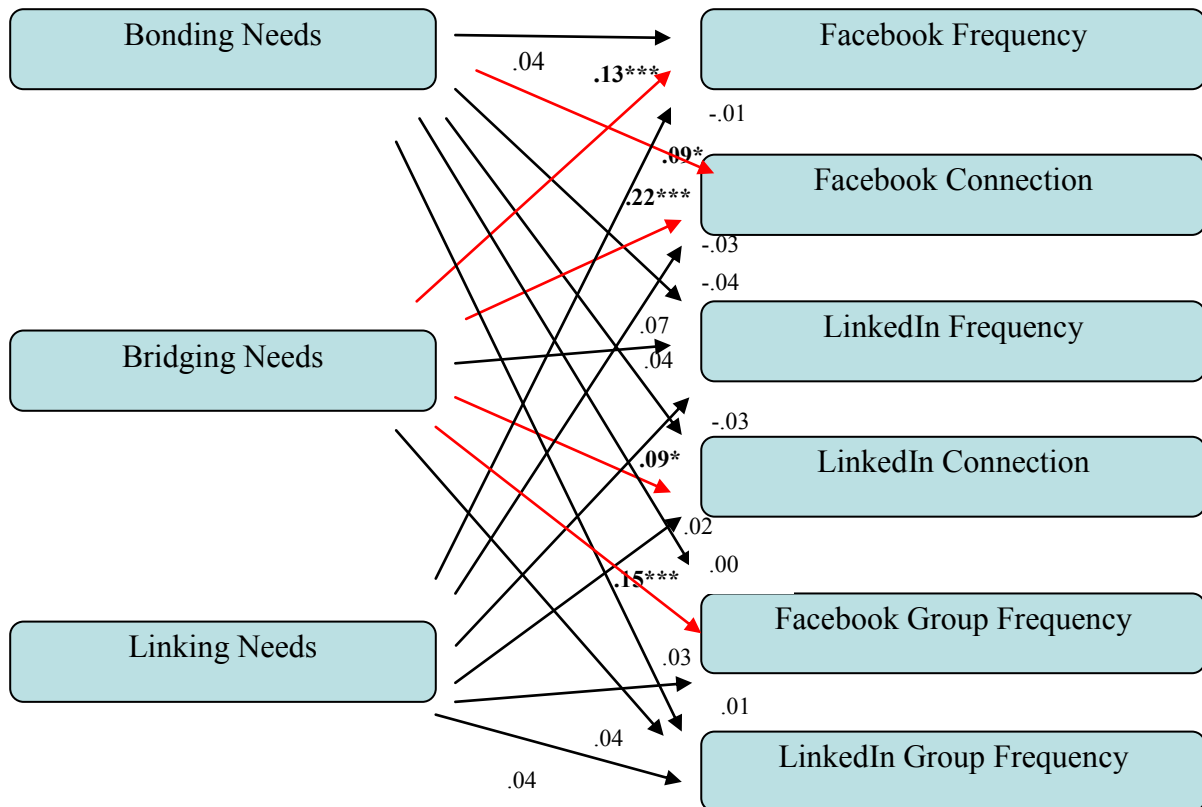 Bonding Needs
Facebook Frequency
.04
.13***
-.01
.09*
Facebook Connection
.22***
-.03
-.04
.07
LinkedIn Frequency
Bridging Needs
.04
-.03
.09*
LinkedIn Connection
.02
.00
.15***
Facebook Group Frequency
Linking Needs
.03
.01
.04
LinkedIn Group Frequency
.04